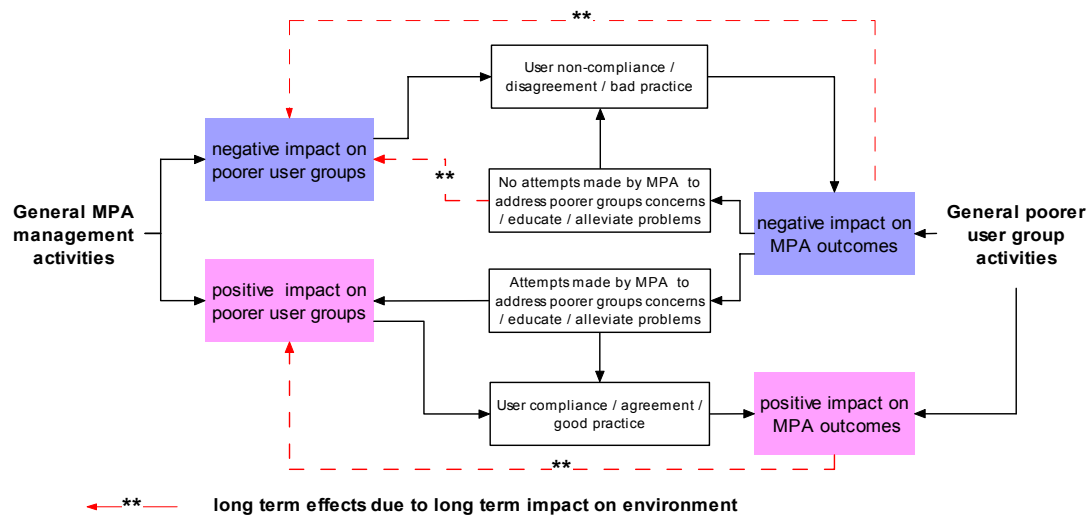 **
User non-compliance /
disagreement / bad practice
negative impact on
poorer user groups
**
No attempts made by MPA to
address poorer groups concerns
/ educate / alleviate problems
General MPA
management
activities
negative impact on
MPA outcomes
General poorer
user group
activities
positive impact on
poorer user groups
Attempts made by MPA to
address poorer groups concerns
/ educate / alleviate problems
User compliance / agreement /
good practice
positive impact on
MPA outcomes
**
** long term effects due to long term impact on environment